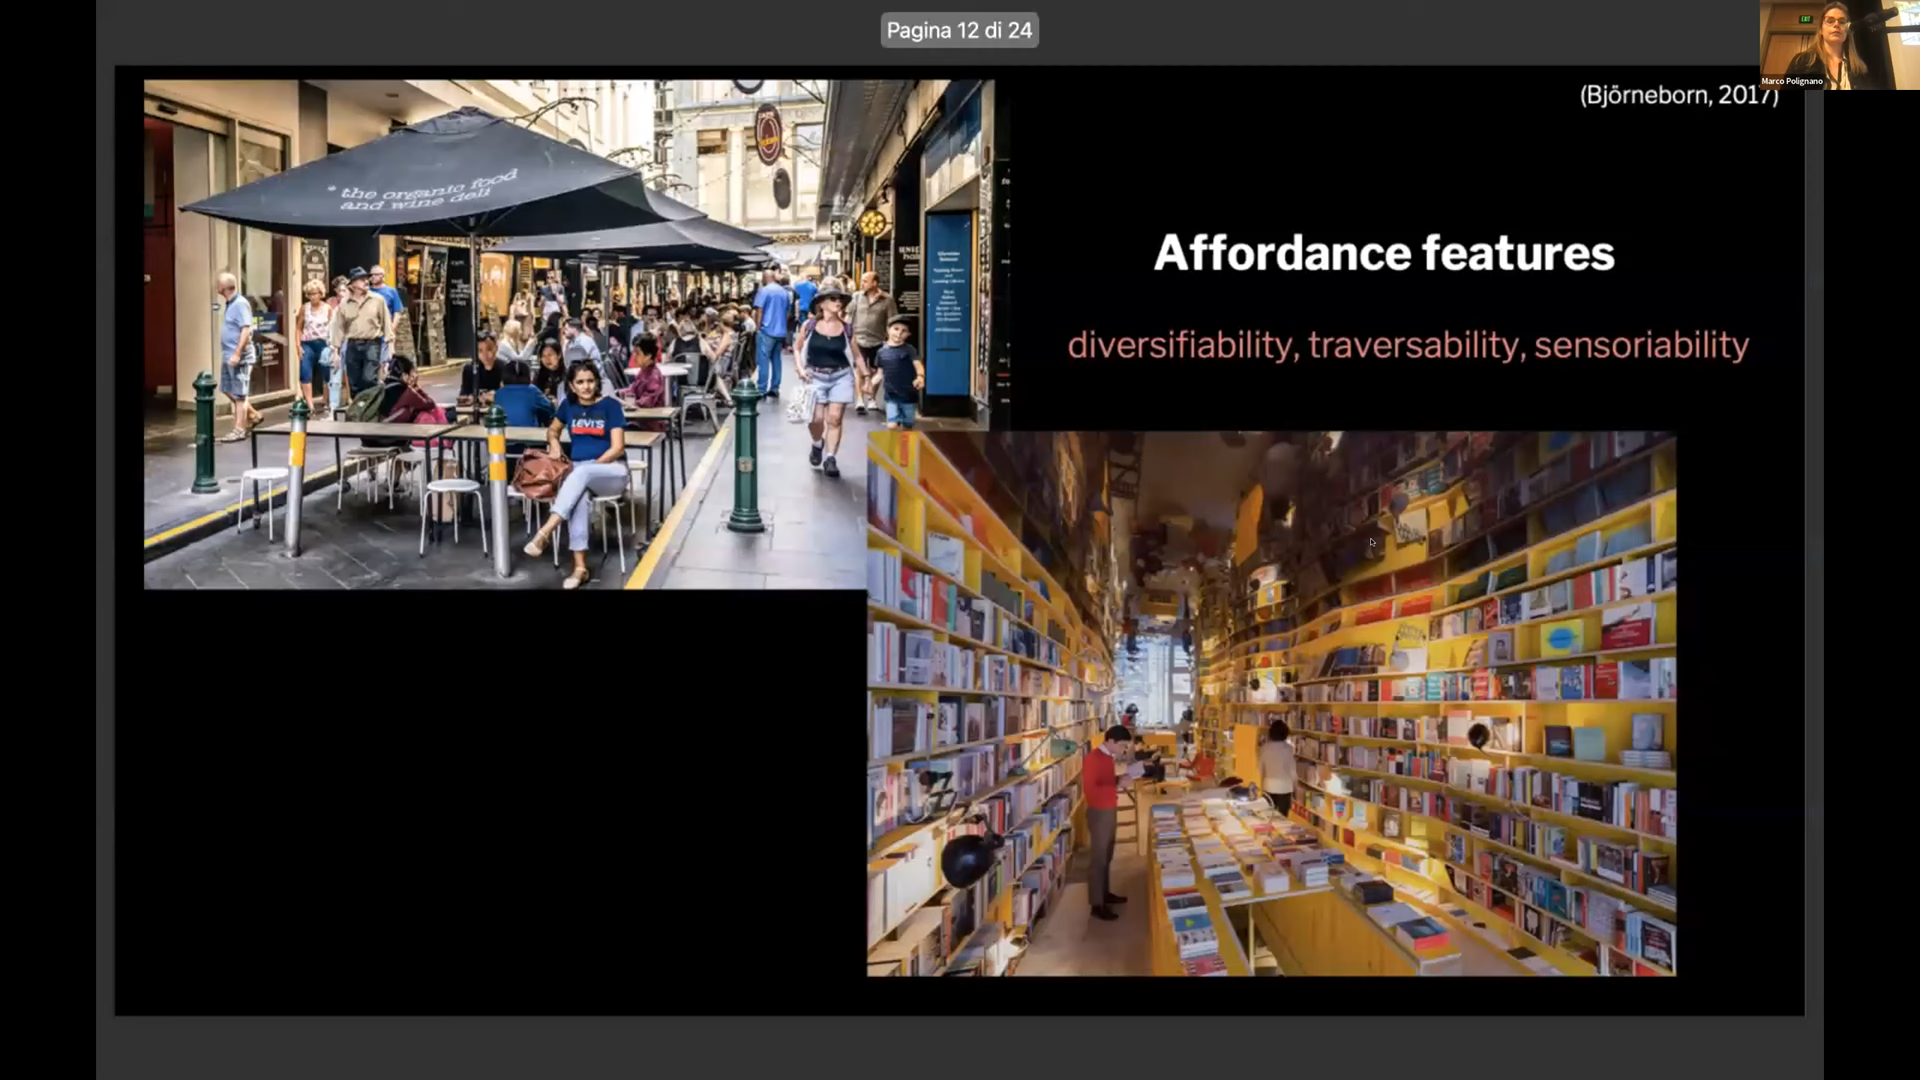 Pagina 12 di 24
Marco Polignano
(Björneborn, 2017)
* the organic food
and wine deli
Affordance features
diversifiability, traversability, sensoriability
LEVI'S
EXIT